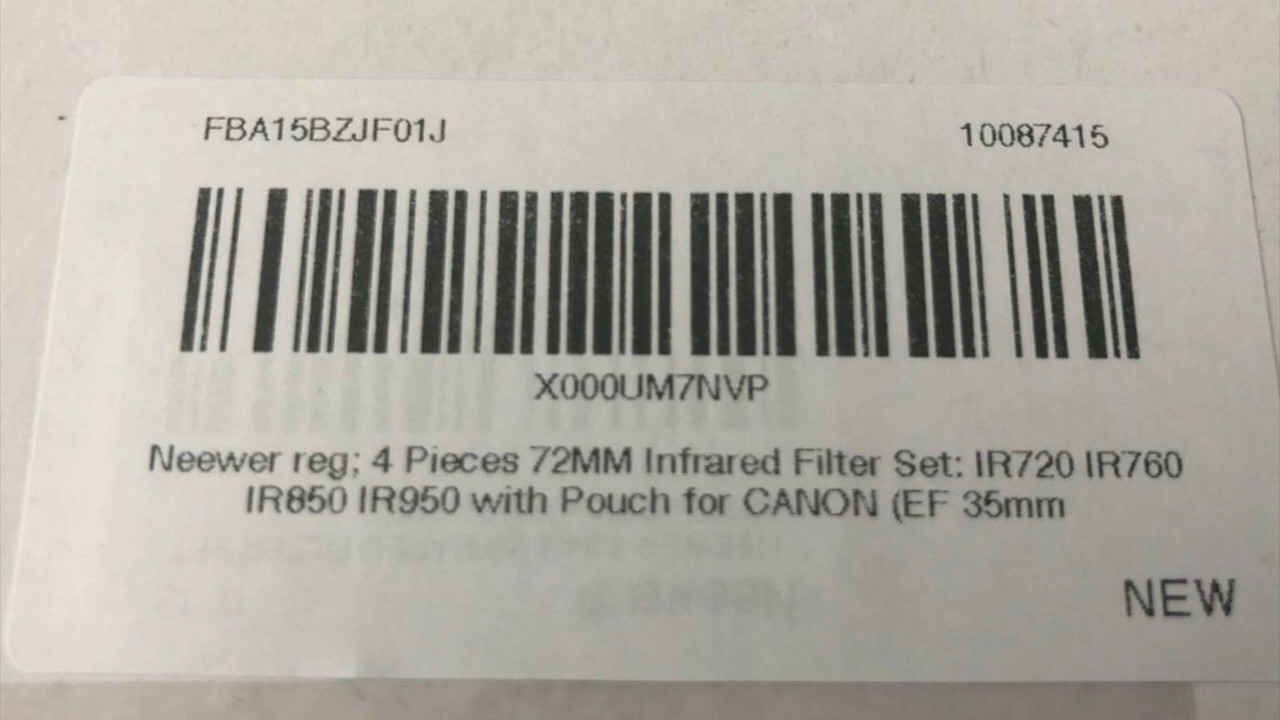 FBA15BZJF01J 10087415
X000UM7NVP
Neewer reg; 4 Pieces 72MM Infrared Filter Set: IR720 IR760
IR850 IR950 with Pouch for CANON (EF 35mm
NEW